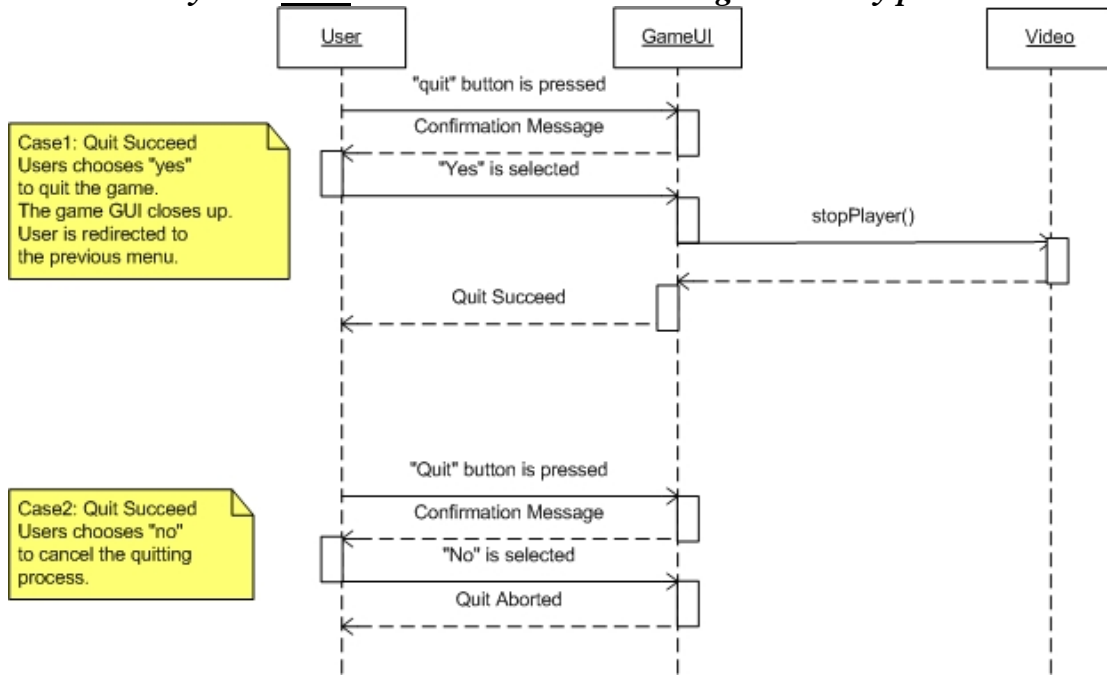 User
GameUI
Video
"quit" button is pressed
Confirmation Message
"Yes" is selected
stopPlayer()
Quit Succeed
Case1: Quit Succeed
Users chooses "yes"
to quit the game.
The game GUI closes up.
User is redirected to
the previous menu.
"Quit" button is pressed
Confirmation Message
"No" is selected
Quit Aborted
Case2: Quit Succeed
Users chooses "no"
to cancel the quitting
process.